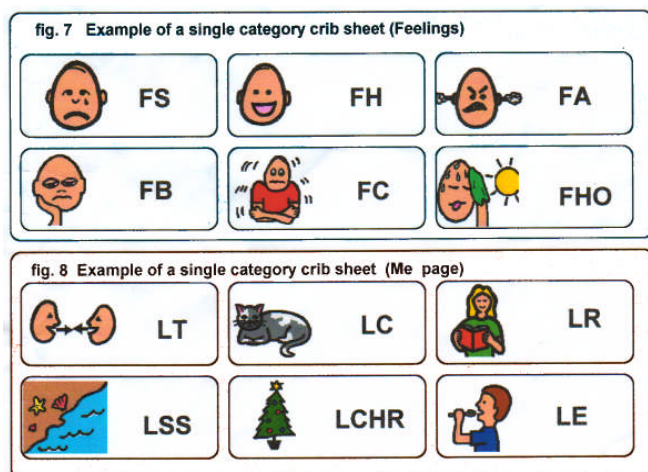 fig. 7 Example of a single category crib sheet (Feelings)
FS FH FA
FB FC FHO
fig. 8 Example of a single category crib sheet (Me page)
LT LC LR
LSS LCHR LE